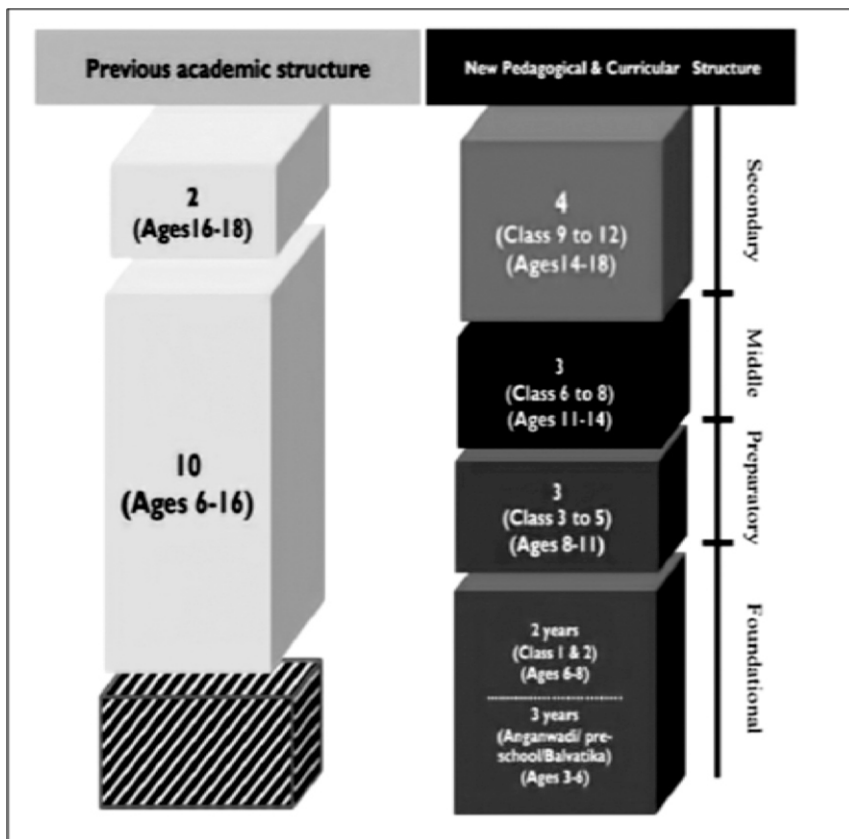 Previous academic structure
New Pedagogical & Curricular Structure
2
(Ages16-18)
10
(Ages 6-16)
4
(Class 9 to 12)
(Ages14-18)
3
(Class 6 to 8)
(Ages 11-14)
3
(Class 3 to 5)
(Ages 8-11)
2 years
(Class 1 & 2)
(Ages 6-8)
3 years
(Anganwadi/ pre-
school/Balvatika)
(Ages 3-6)
Secondary
Middle
Preparatory
Foundational